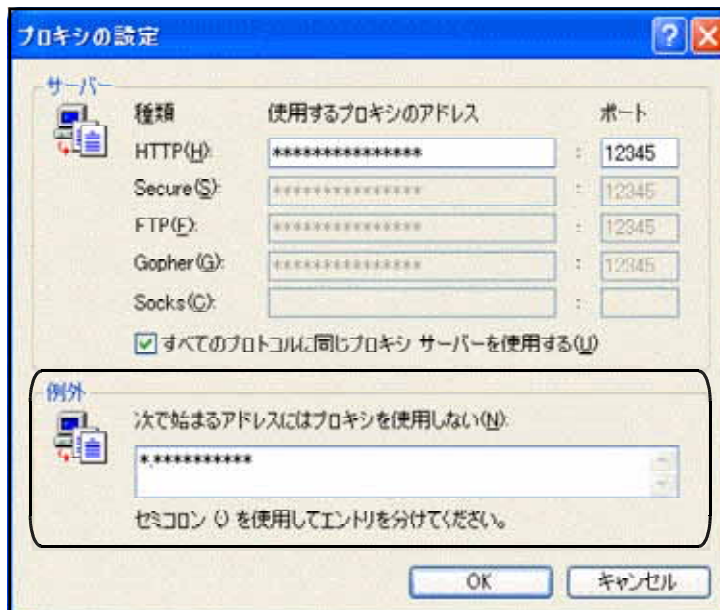 プロキシの設定
サーバー
種類 使用するプロキシのアドレス ポート
HTTP(H): *************** : 12345
Secure(S): *************** : 12345
FTP(F): *************** : 12345
Gopher(G): *************** : 12345
Socks(C): :
すべてのプロトコルに同じプロキシ サーバーを使用する(U)
例外
次で始まるアドレスにはプロキシを使用しない(N):
*.**********
セミコロン (;) を使用してエントリを分けてください。
OK キャンセル